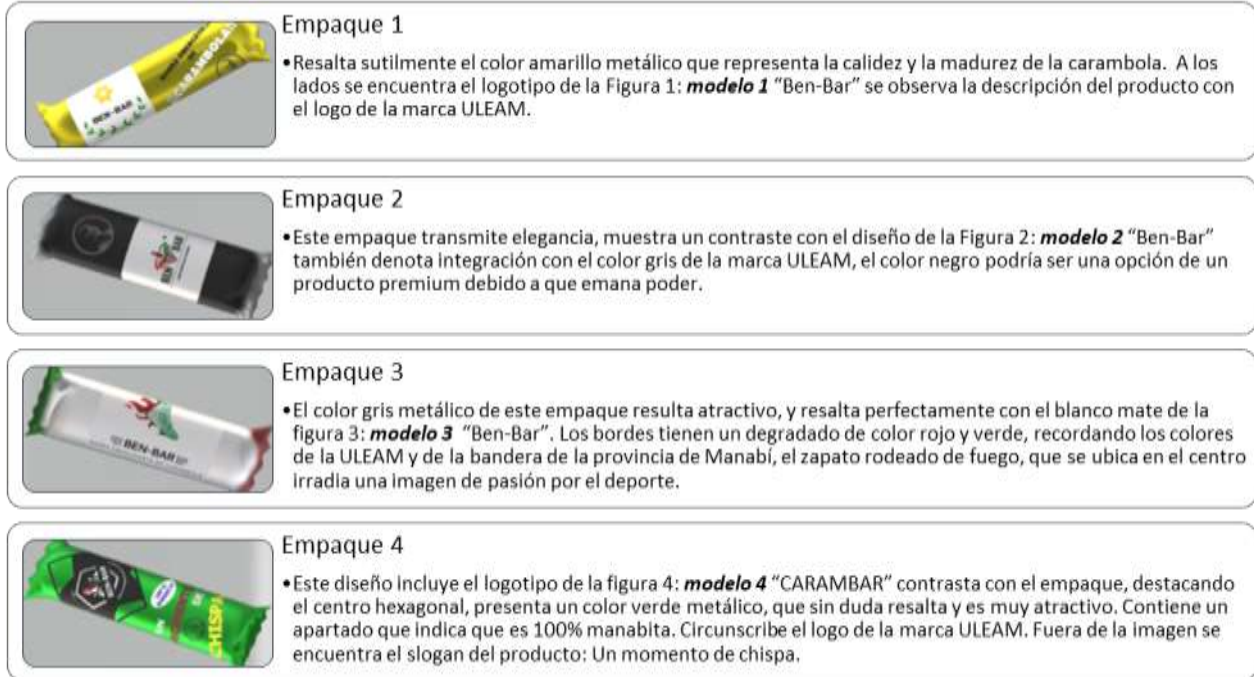 Empaque 1
•Resalta sutilmente el color amarillo metálico que representa la calidez y la madurez de la carambola. A los
lados se encuentra el logotipo de la Figura 1: modelo 1 "Ben-Bar" se observa la descripción del producto con
el logo de la marca ULEAM.
CARAMBOLA
BEN-BAR
Empaque 2
•Este empaque transmite elegancia, muestra un contraste con el diseño de la Figura 2: modelo 2 "Ben-Bar"
también denota integración con el color gris de la marca ULEAM, el color negro podría ser una opción de un
producto premium debido a que emana poder.
BEN BAR
Empaque 3
•El color gris metálico de este empaque resulta atractivo, y resalta perfectamente con el blanco mate de la
figura 3: modelo 3 "Ben-Bar". Los bordes tienen un degradado de color rojo y verde, recordando los colores
de la ULEAM y de la bandera de la provincia de Manabí, el zapato rodeado de fuego, que se ubica en el centro
irradia una imagen de pasión por el deporte.
BEN-BAR
Empaque 4
•Este diseño incluye el logotipo de la figura 4: modelo 4 "CARAMBAR" contrasta con el empaque, destacando
el centro hexagonal, presenta un color verde metálico, que sin duda resalta y es muy atractivo. Contiene un
apartado que indica que es 100% manabita. Circunscribe el logo de la marca ULEAM. Fuera de la imagen se
encuentra el slogan del producto: Un momento de chispa.
CHISPA